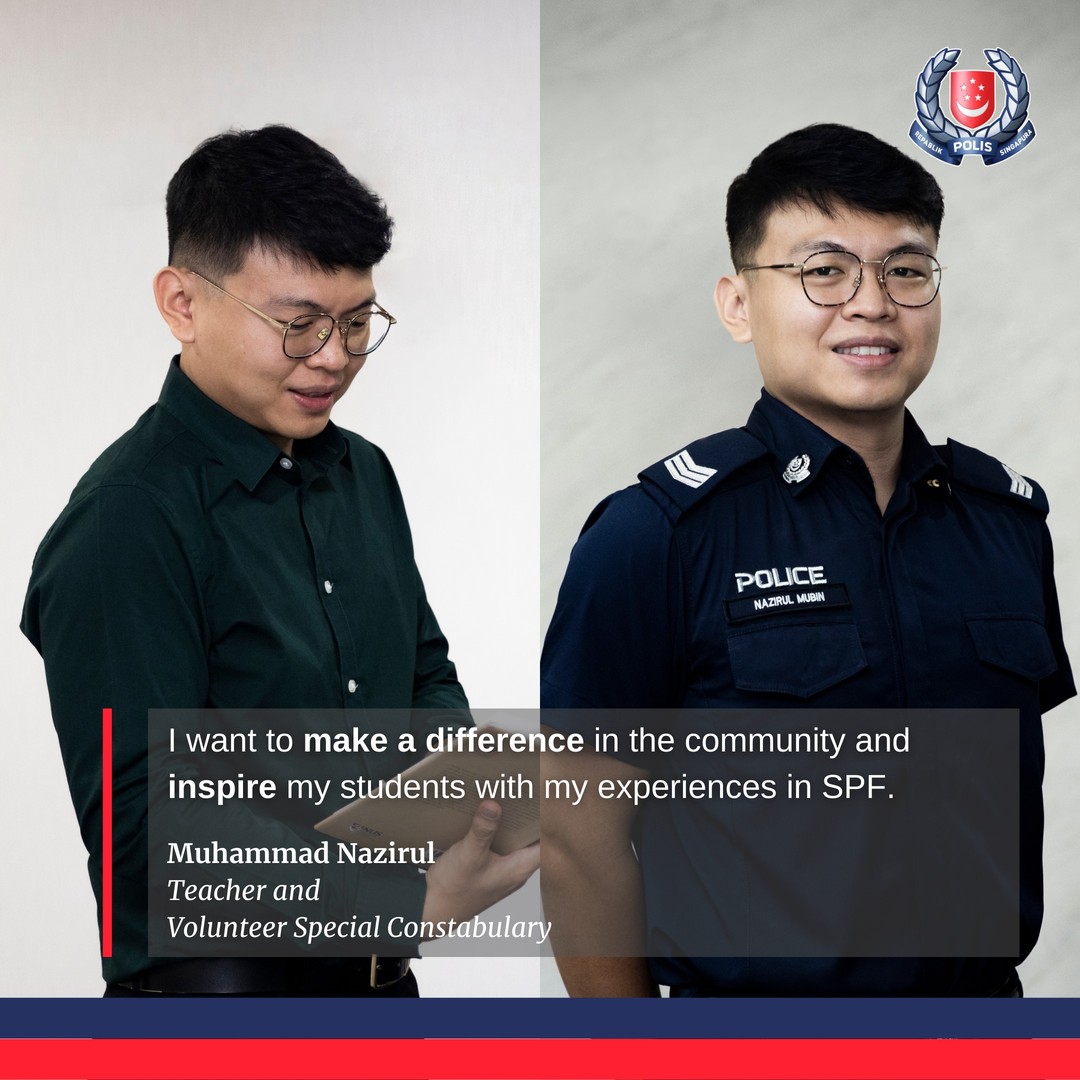 REPABLIK POLIS SINGAPURA
POLICE
NAZIRUL MUBIN
I want to make a difference in the community and
inspire my students with my experiences in SPF.
Muhammad Nazirul
Teacher and
Volunteer Special Constabulary